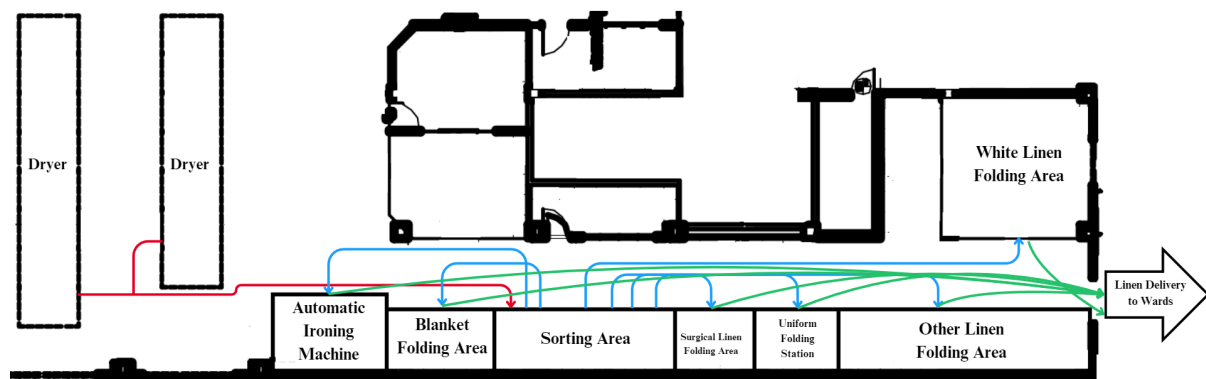 Dryer
Dryer
White Linen
Folding Area
Linen Delivery
to Wards
Automatic
Ironing
Machine
Blanket
Folding Area
Sorting Area
Surgical Linen
Folding Area
Uniform
Folding
Station
Other Linen
Folding Area